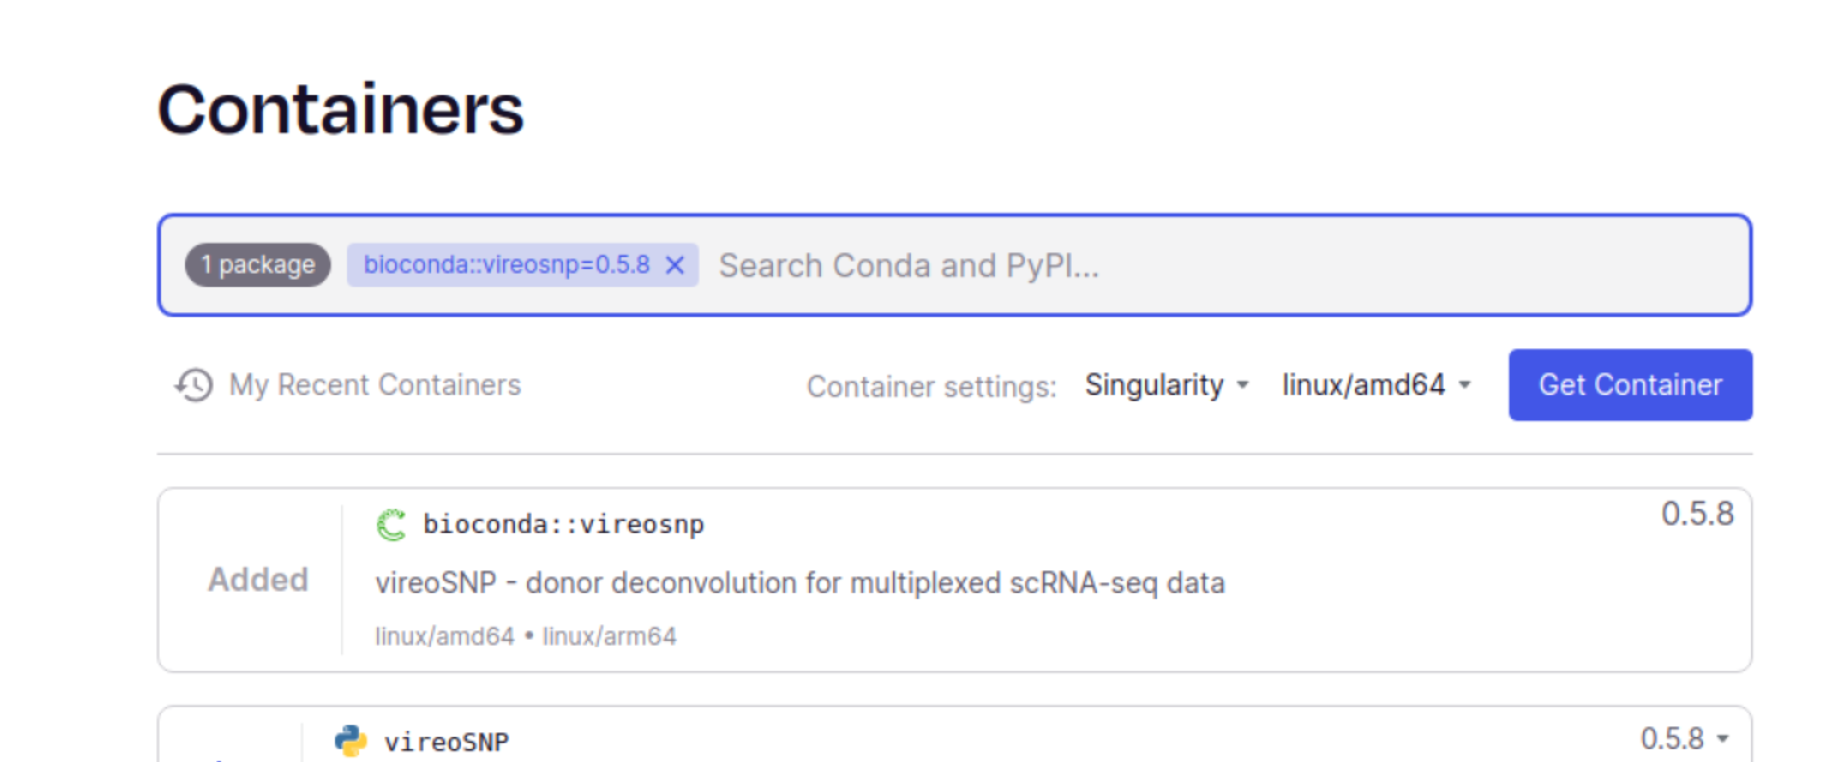 Containers
1 package bioconda::vireosnp=0.5.8 × Search Conda and PyPI...
My Recent Containers Container settings: Singularity linux/amd64 Get Container
bioconda::vireosnp 0.5.8
Added
vireoSNP - donor deconvolution for multiplexed scRNA-seq data
linux/amd64 • linux/arm64
vireoSNP 0.5.8